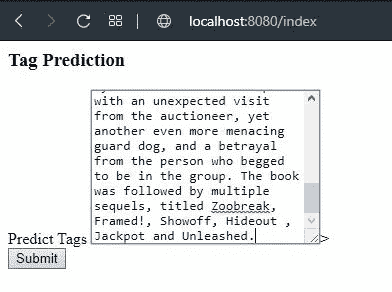 localhost:8080/index
Tag Prediction
with an unexpected visit
from the auctioneer, yet
another even more menacing
guard dog, and a betrayal
from the person who begged
to be in the group. The book
was followed by multiple
sequels, titled Zoobreak,
Framed!, Showoff, Hideout ,
Jackpot and Unleashed.
Predict Tags
>
Submit